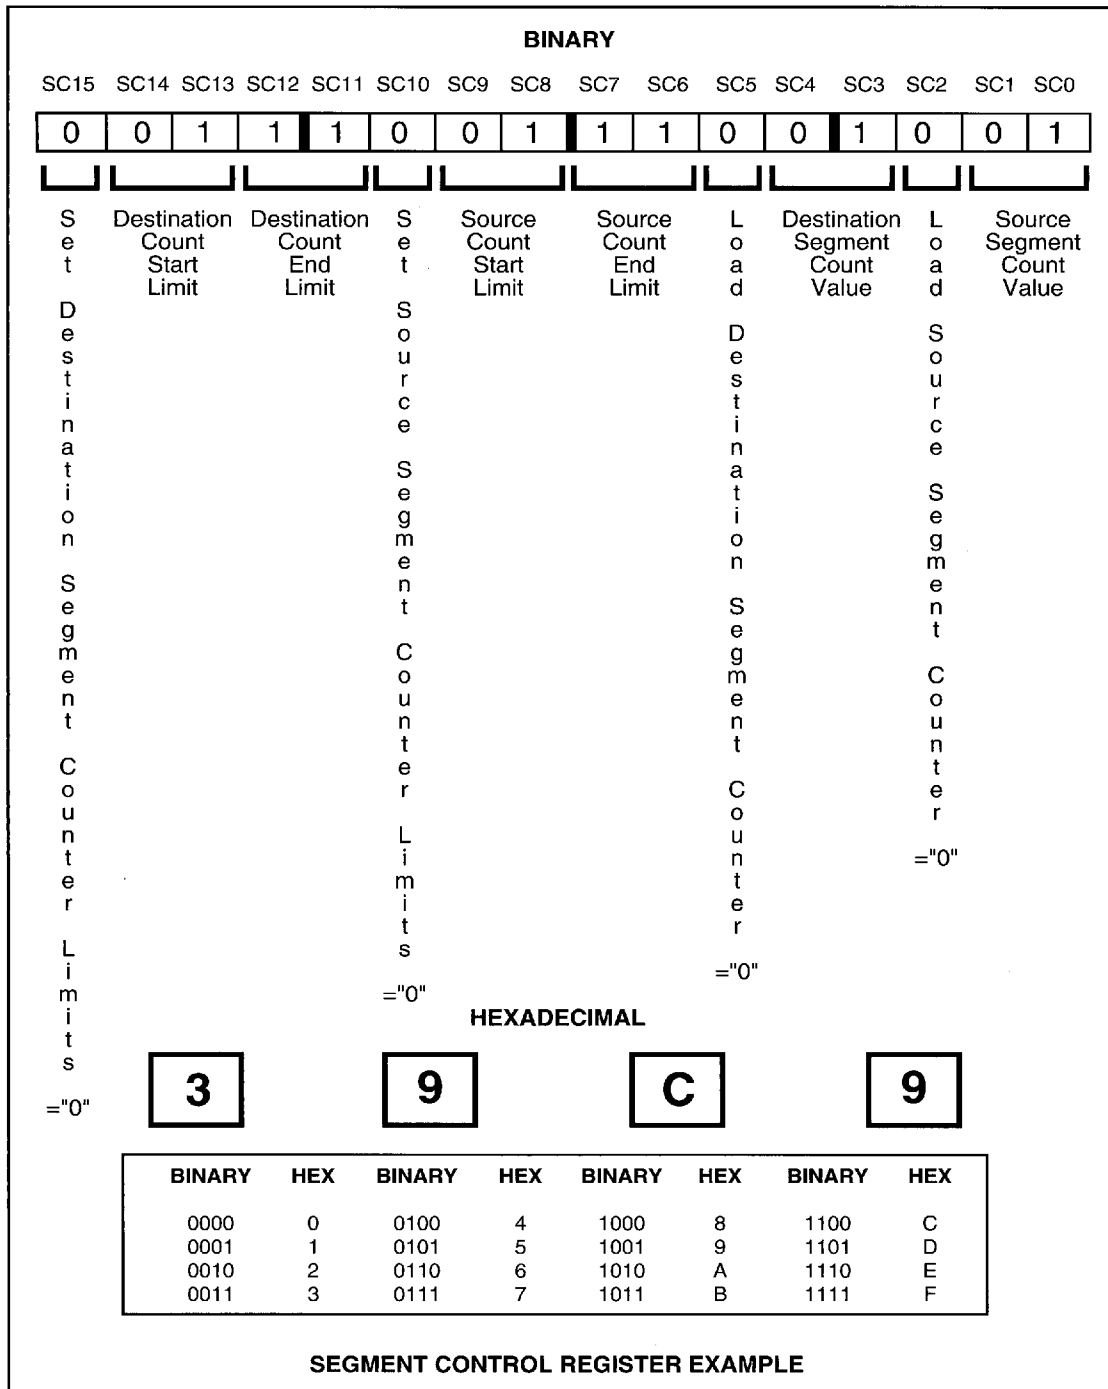 BINARY
SC15 SC14 SC13 SC12 SC11 SC10 SC9 SC8 SC7 SC6 SC5 SC4 SC3 SC2 SC1 SC0
0 0 1 1 1 0 0 1 1 1 0 0 1 0 0 1
Set Destination Segment Counter Limits ="0"
Destination
Count
Start
Limit
Destination
Count
End
Limit
Set Source Segment Counter Limits ="0"
Source
Count
Start
Limit
Source
Count
End
Limit
Load Destination Segment Counter ="0"
Destination
Segment
Count
Value
Load Source Segment Counter ="0"
Source
Segment
Count
Value
HEXADECIMAL
3 9 C 9
BINARY HEX BINARY HEX BINARY HEX BINARY HEX
0000 0 0100 4 1000 8 1100 C
0001 1 0101 5 1001 9 1101 D
0010 2 0110 6 1010 A 1110 E
0011 3 0111 7 1011 B 1111 F
SEGMENT CONTROL REGISTER EXAMPLE